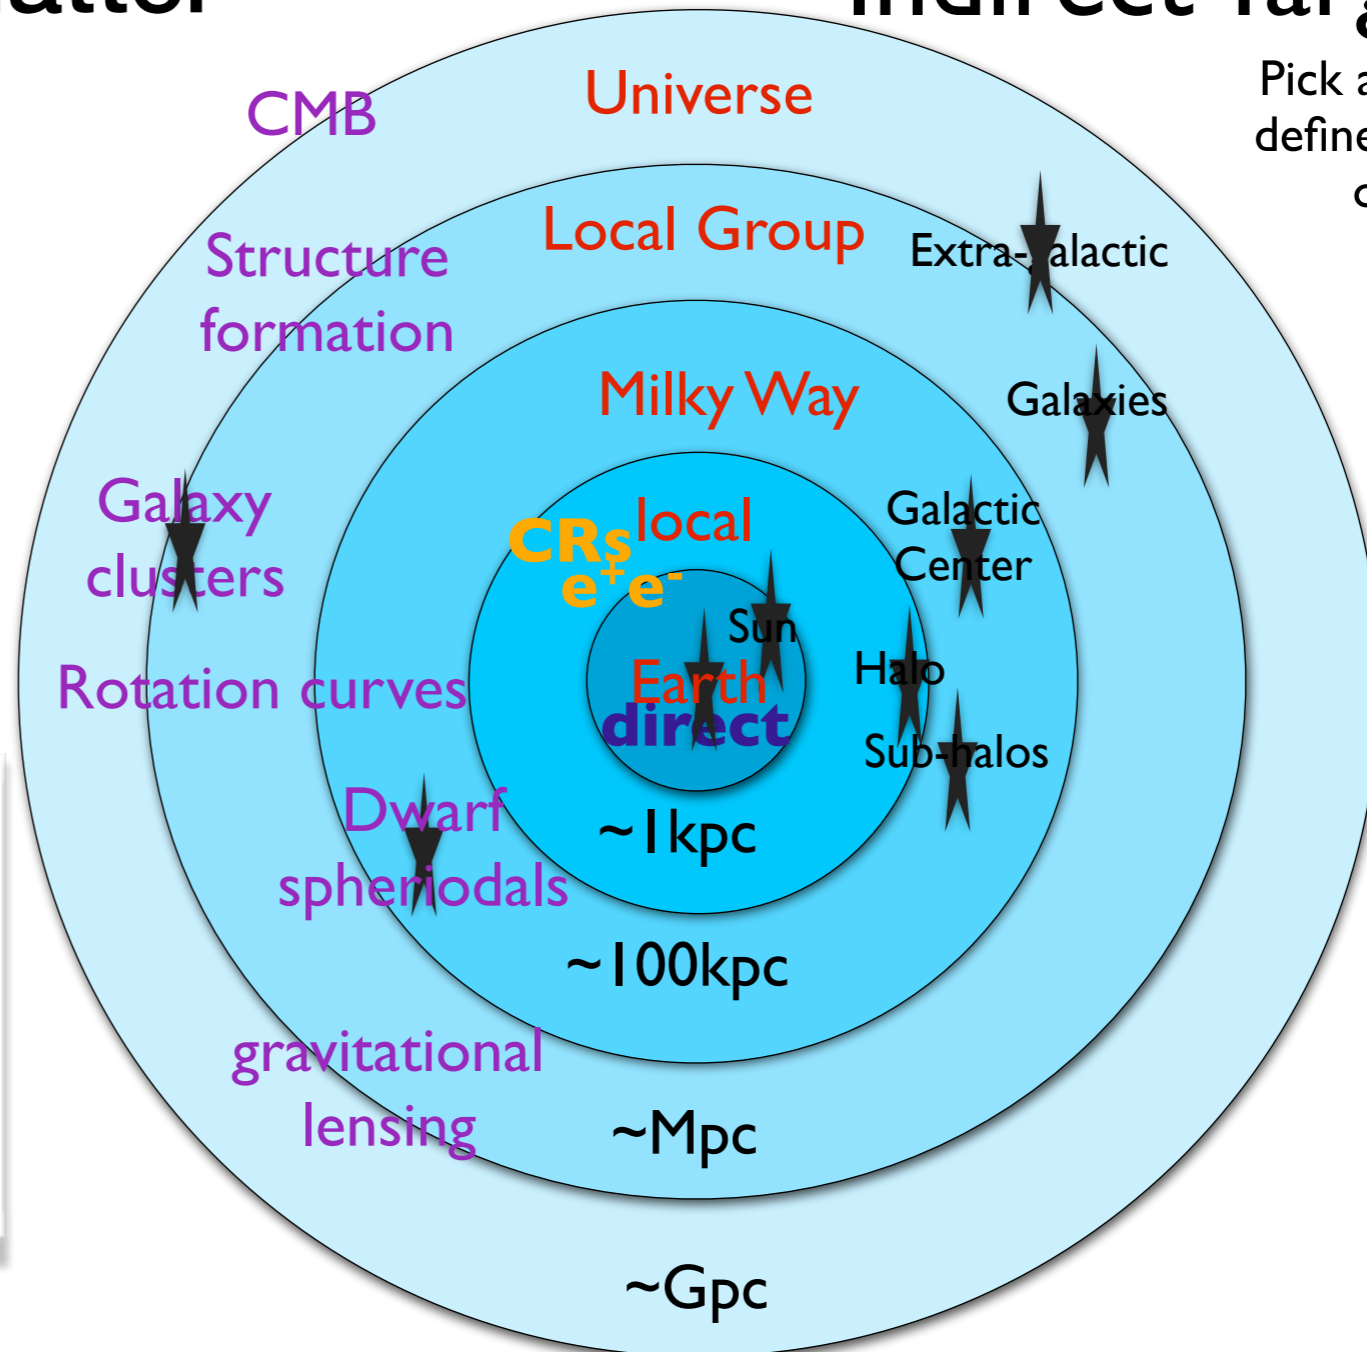 Indirect
Pick a
define
CMB
Universe
Structure
formation
Local Group
Extra-galactic
Galaxies
Milky Way
Galaxy
clusters
local
CRs
e+e-
Galactic
Center
Sun
Halo
Earth
direct
Rotation curves
Sub-halos
Dwarf
spheriodals
~1kpc
~100kpc
gravitational
lensing
~Mpc
~Gpc